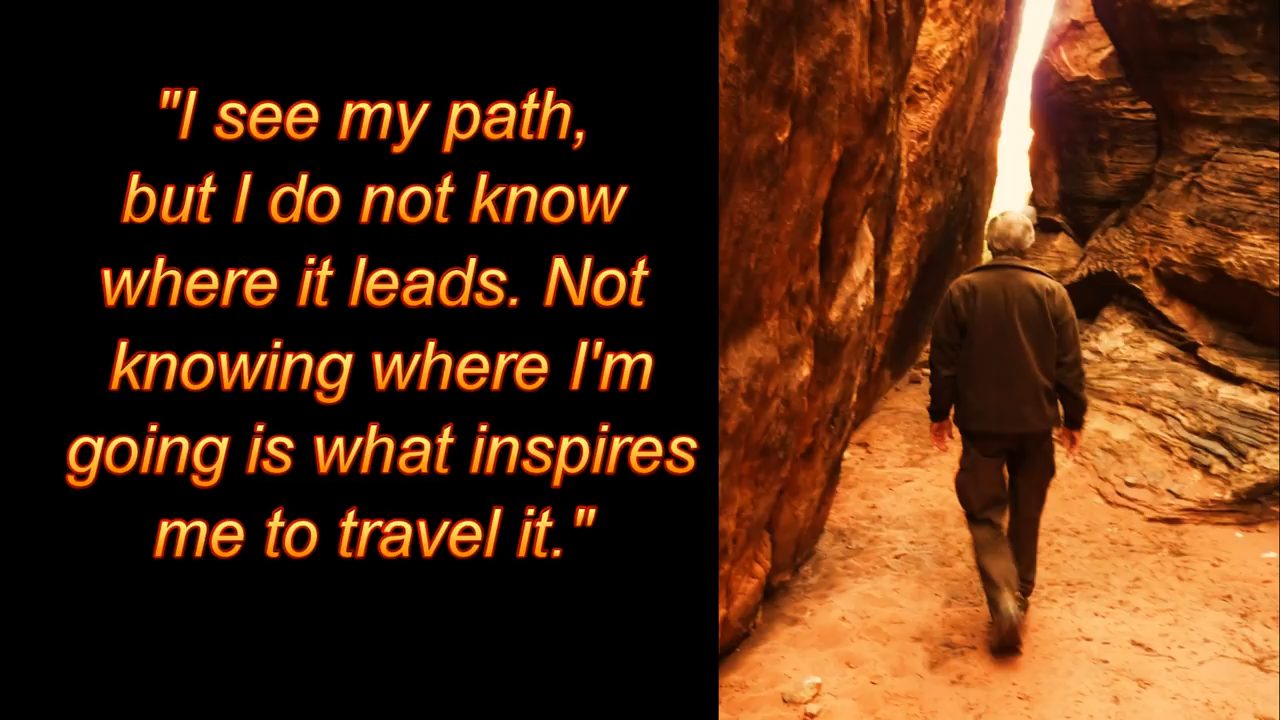 "I see my path,
but I do not know
where it leads. Not
knowing where I'm
going is what inspires
me to travel it."